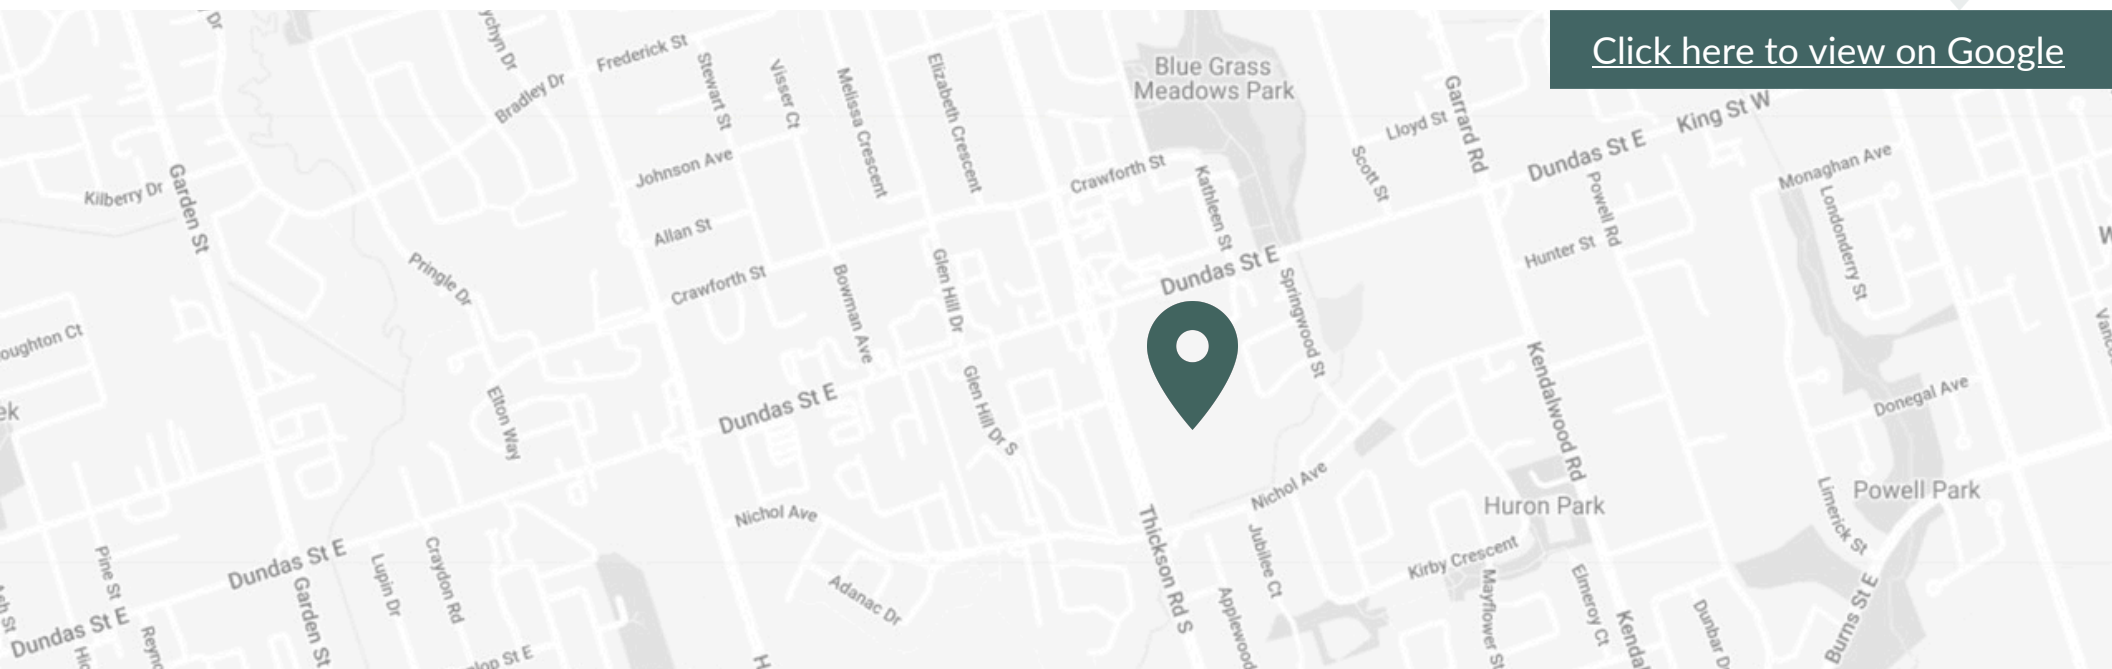 Click here to view on Google
Dr
Frederick St
Bradley Dr
Stewart St
Visser Ct
Melissa Crescent
Elizabeth Crescent
Blue Grass
Meadows Park
Garrard Rd
Lloyd St
King St W
Dundas St E
Scott St
Powell Rd
Monaghan Ave
Londonderry St
Johnson Ave
Crawforth St
Kathleen St
Kilberry Dr
Garden St
Allan St
Hunter St
Pringle Dr
Crawforth St
Bowman Ave
Glen Hill Dr
Dundas St E
Springwood St
Elton Way
Dundas St E
Glen Hill Dr S
Kendalwood Rd
Donegal Ave
Nichol Ave
Nichol Ave
Huron Park
Powell Park
Limerick St
Thickson Rd S
Jubilee Ct
Kirby Crescent
Pine St
Dundas St E
Lupin Dr
Craydon Rd
Adanac Dr
Garden St
Dundas St E
Applewood
Mayflower St
Elmeroy Ct
Burns St E